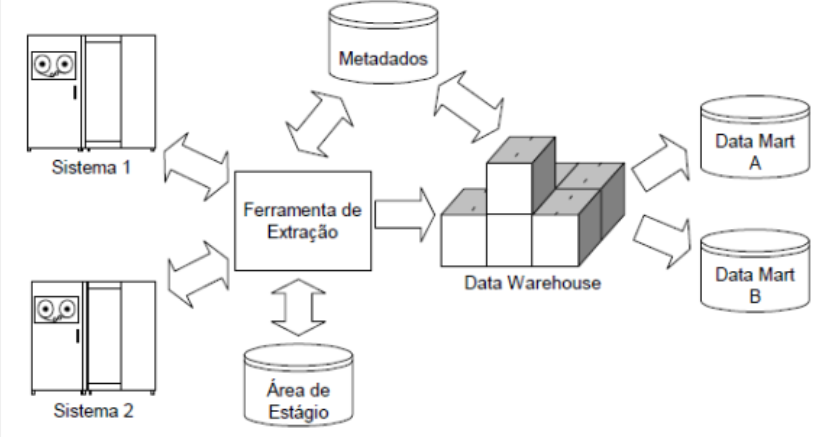 Metadados
Sistema 1
Data Mart
A
Ferramenta de
Extração
Data Warehouse
Data Mart
B
Sistema 2
Área de
Estágio